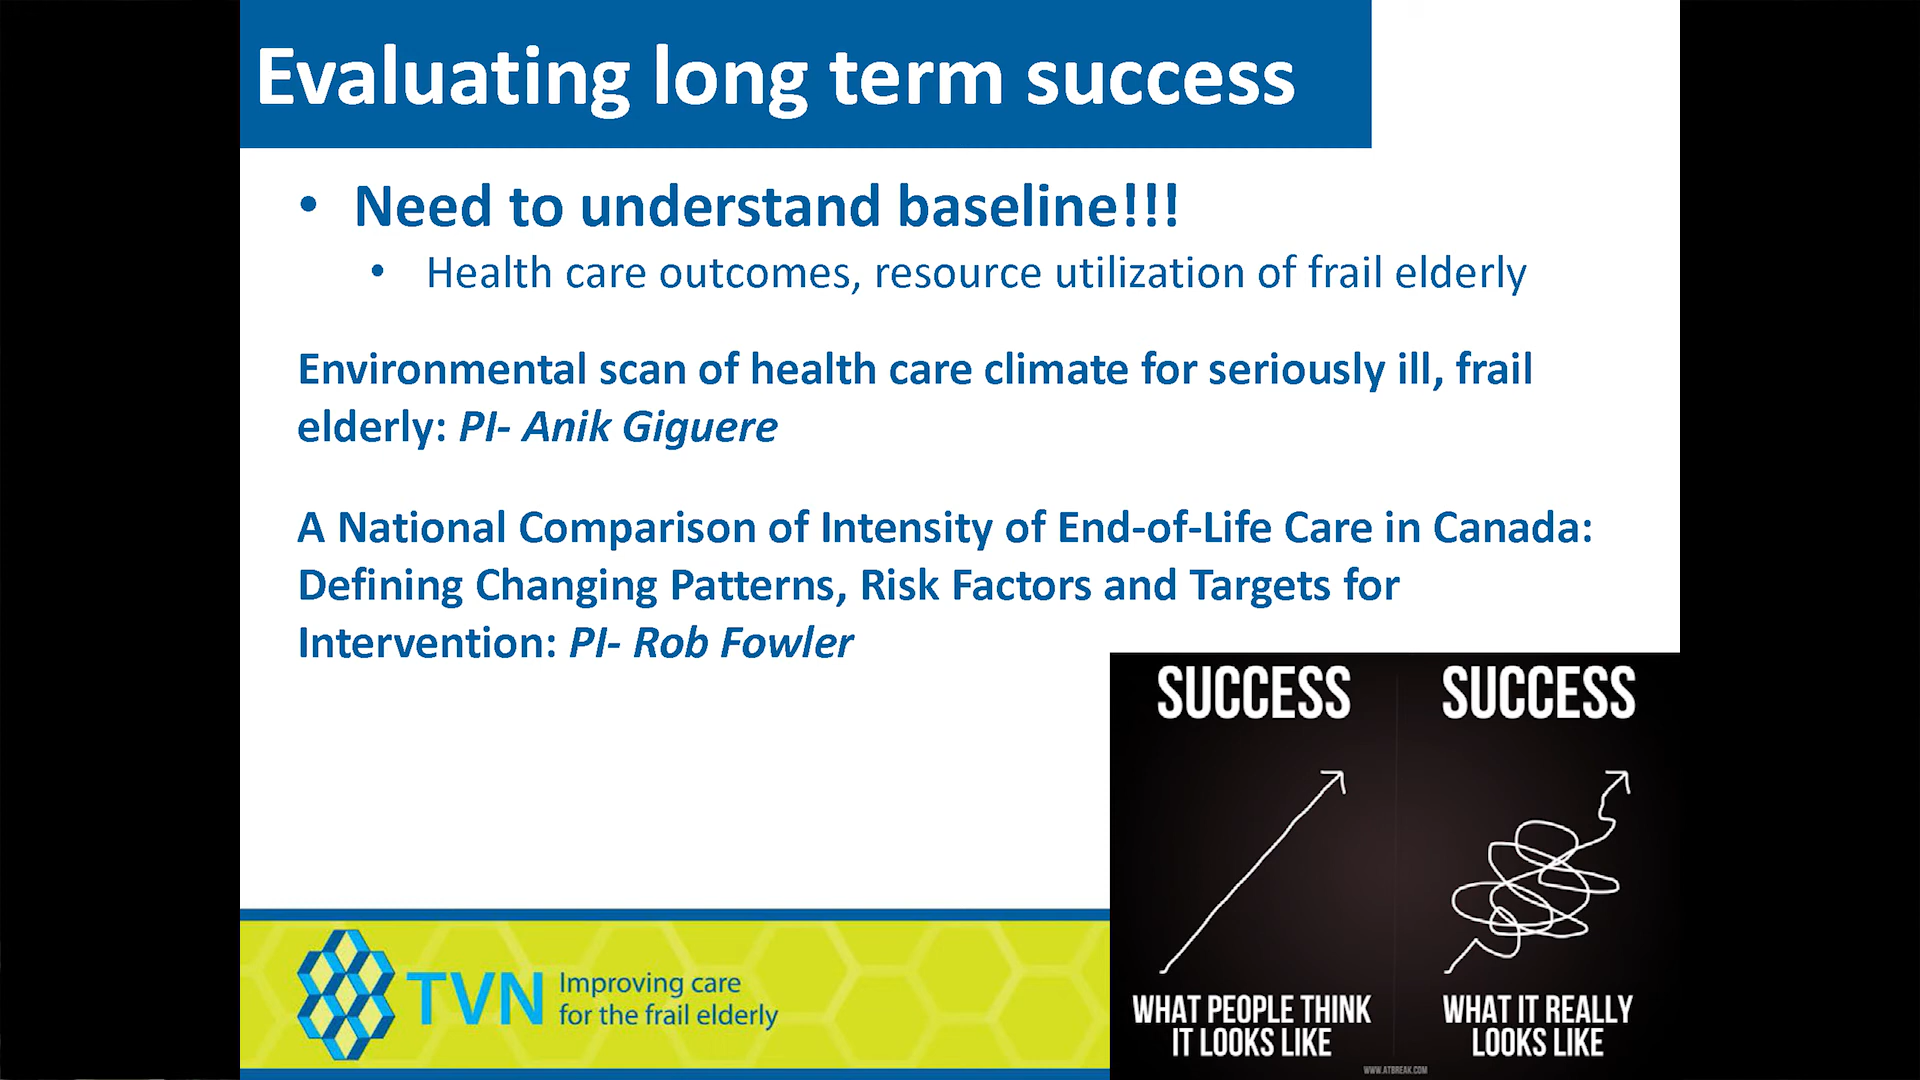 Evaluating long term success
• Need to understand baseline!!!
• Health care outcomes, resource utilization of frail elderly
Environmental scan of health care climate for seriously ill, frail
elderly: PI- Anik Giguere
A National Comparison of Intensity of End-of-Life Care in Canada:
Defining Changing Patterns, Risk Factors and Targets for
Intervention: PI- Rob Fowler
SUCCESS
WHAT PEOPLE THINK
IT LOOKS LIKE
SUCCESS
WHAT IT REALLY
LOOKS LIKE
WWW.ATBREAK.COM
TVN
Improving care
for the frail elderly